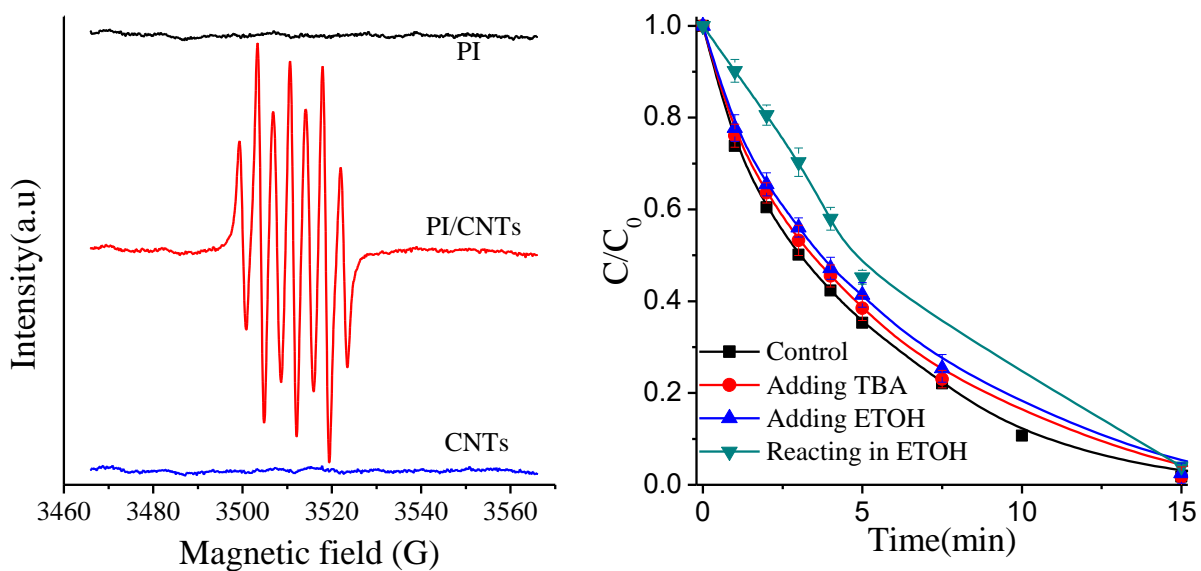 PI
PI/CNTs
CNTs
Intensity(a.u)
3460 3480 3500 3520 3540 3560
Magnetic field (G)
1.0
0.8
0.6
0.4
0.2
0.0
C/C0
Control
Adding TBA
Adding ETOH
Reacting in ETOH
0 5 10 15
Time(min)